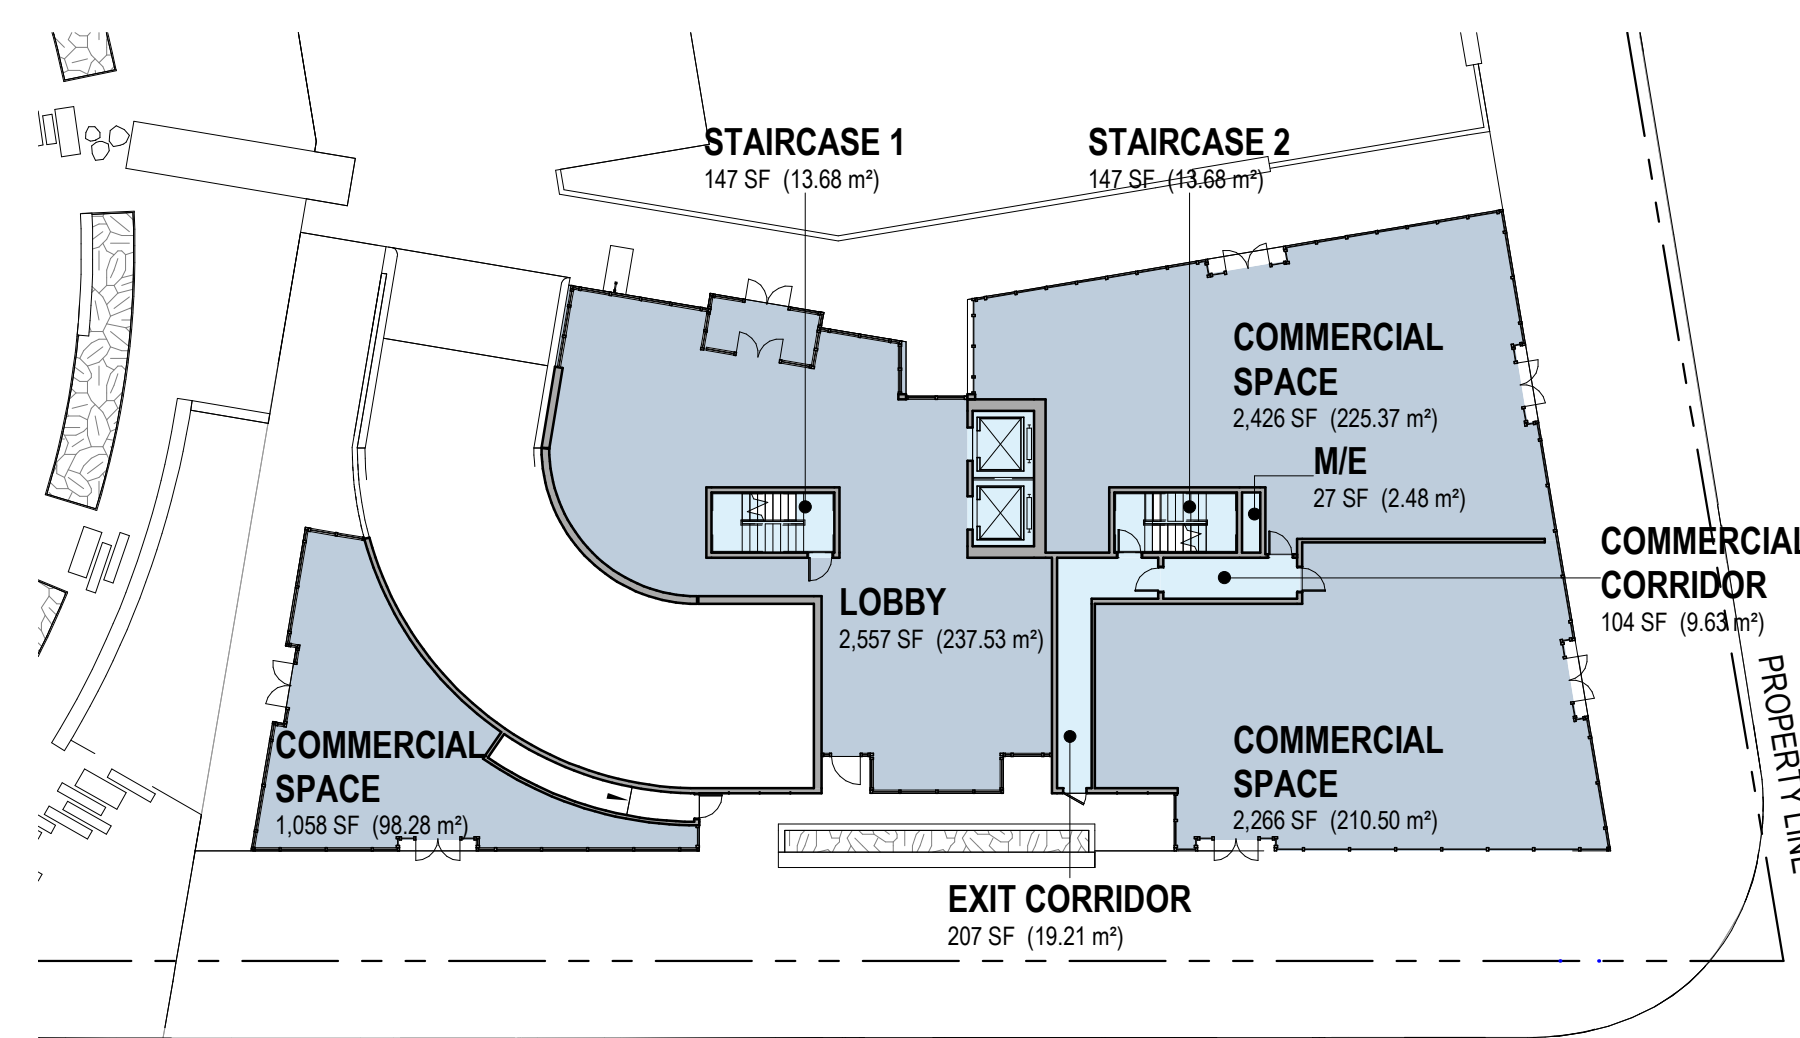 STAIRCASE 1
147 SF (13.68 m²)
STAIRCASE 2
147 SF (13.68 m²)
COMMERCIAL
SPACE
2,426 SF (225.37 m²)
M/E
27 SF (2.48 m²)
COMMERCIAL
CORRIDOR
104 SF (9.63 m²)
LOBBY
2,557 SF (237.53 m²)
PROPERTY LINE
COMMERCIAL
SPACE
1,058 SF (98.28 m²)
COMMERCIAL
SPACE
2,266 SF (210.50 m²)
EXIT CORRIDOR
207 SF (19.21 m²)